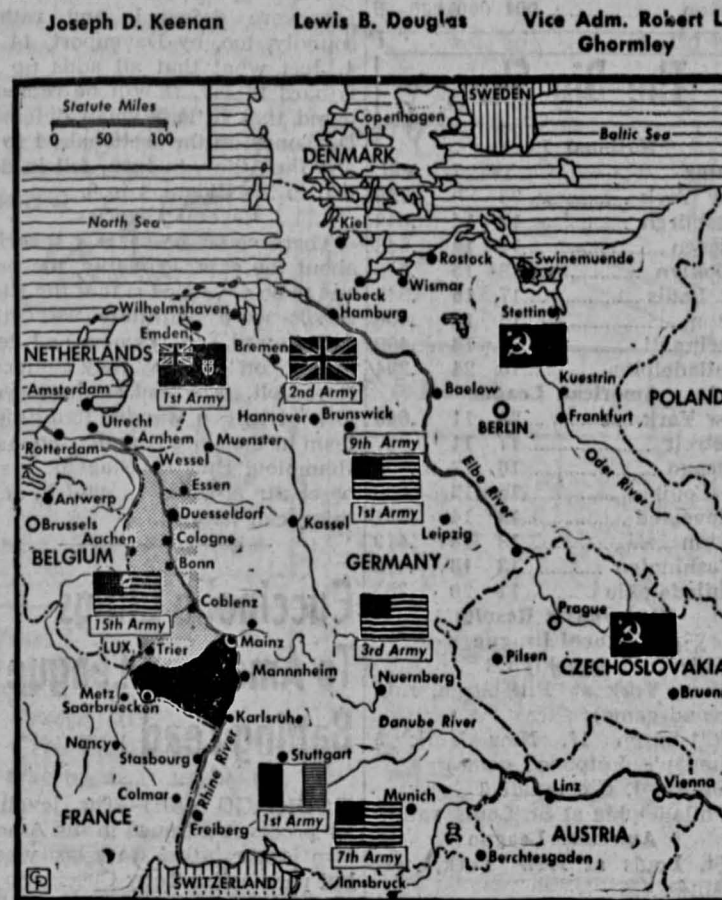 Joseph D. Keenan
Lewis B. Douglas
Vice Adm. Robert L
Ghormley
Statute Miles
0 50 100
SWEDEN
Copenhagen
Baltic Sea
DENMARK
North Sea
Kiel
Rostock
Swinemuende
Wismar
Lubeck
Hamburg
Wilhelmshaven
Stettin
Emden
Bremen
NETHERLANDS
1st Army
2nd Army
Kuestrin
POLAND
Amsterdam
Baelow
Hannover
Brunswick
BERLIN
Frankfurt
Utrecht
Arnhem
Muenster
9th Army
Rotterdam
Wessel
Oder River
Elbe River
Essen
Antwerp
1st Army
Duesseldorf
Brussels
Kassel
Leipzig
Aachen
Cologne
BELGIUM
Bonn
GERMANY
15th Army
Coblenz
Prague
LUX.
Trier
Mainz
3rd Army
Pilsen
CZECHOSLOVAKIA
Mannnheim
Nuernberg
Bruen
Metz
Saarbruecken
Karlsruhe
Danube River
Nancy
Stuttgart
Stasbourg
Rhine River
Linz
Vienna
Colmar
1st Army
Munich
FRANCE
Freiberg
AUSTRIA
7th Army
Berchtesgaden
CP
SWITZERLAND
Innsbruck